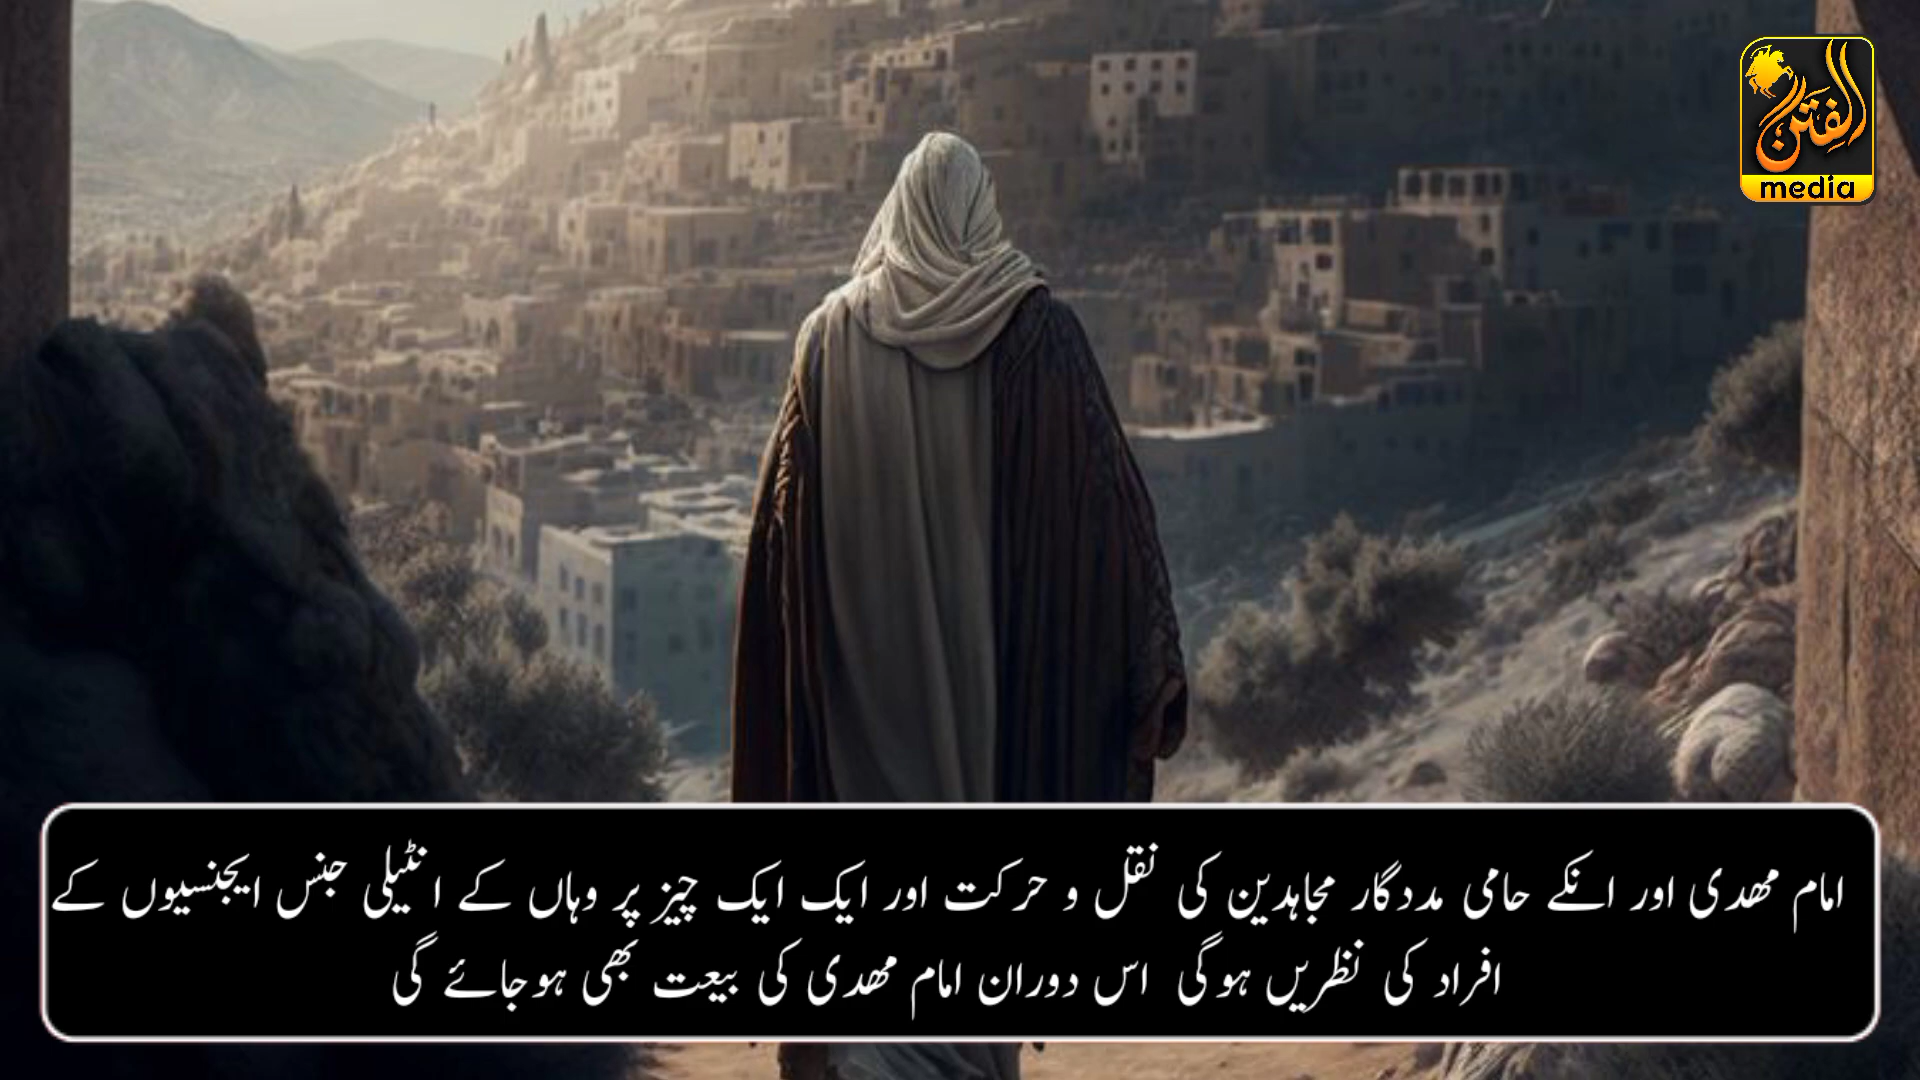 الفتن
media
امام مھدی اور انکے حامی مددگار مجاہدین کی نقل و حرکت اور ایک ایک چیز پر وہاں کے انٹیلی جنس ایجنسیوں کے
افراد کی نظریں ہوگی اس دوران امام مھدی کی بیعت بھی ہوجائے گی